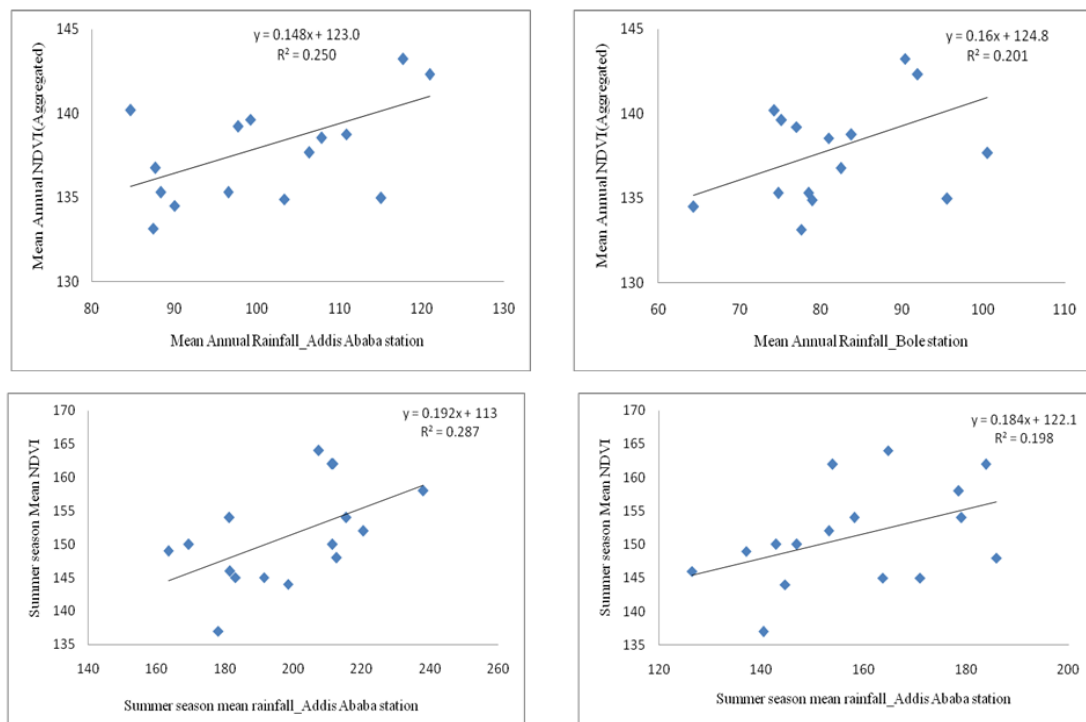 y = 0.148x + 123.0
R² = 0.250
Mean Annual NDVI(Aggregated)
145
140
135
130
80 90 100 110 120 130
Mean Annual Rainfall_Addis Ababa station
y = 0.16x + 124.8
R² = 0.201
Mean Annual NDVI(Aggregated)
145
140
135
130
60 70 80 90 100 110
Mean Annual Rainfall_Bole station
y = 0.192x + 113
R² = 0.287
Summer season Mean NDVI
170
165
160
155
150
145
140
135
140 160 180 200 220 240 260
Summer season mean rainfall_Addis Ababa station
y = 0.184x + 122.1
R² = 0.198
Summer season Mean NDVI
170
165
160
155
150
145
140
135
120 140 160 180 200
Summer season mean rainfall_Addis Ababa station